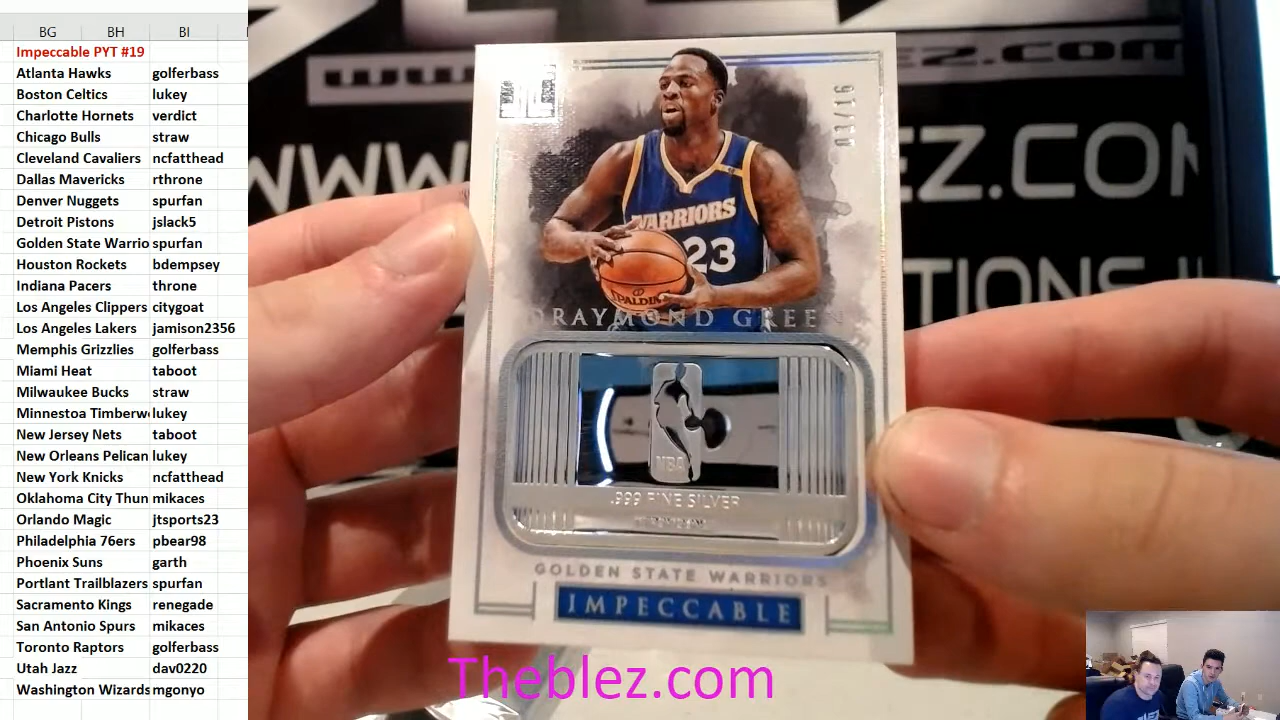 BG BH BI
Impeccable PYT #19
Atlanta Hawks golferbass
Boston Celtics lukey
Charlotte Hornets verdict
Chicago Bulls straw
Cleveland Cavaliers ncfatthead
Dallas Mavericks rthrone
Denver Nuggets spurfan
Detroit Pistons jslack5
Golden State Warrio spurfan
Houston Rockets bdempsey
Indiana Pacers throne
Los Angeles Clippers citygoat
Los Angeles Lakers jamison2356
Memphis Grizzlies golferbass
Miami Heat taboot
Milwaukee Bucks straw
Minnestoa Timberw lukey
New Jersey Nets taboot
New Orleans Pelican lukey
New York Knicks ncfatthead
Oklahoma City Thun mikaces
Orlando Magic jtsports23
Philadelphia 76ers pbear98
Phoenix Suns garth
Portlant Trailblazers spurfan
Sacramento Kings renegade
San Antonio Spurs mikaces
Toronto Raptors golferbass
Utah Jazz dav0220
Washington Wizards mgonyo
WARRIORS
23
SPALDING
DRAYMOND GREEN
NBA
.999 FINE SILVER
GOLDEN STATE WARRIORS
IMPECCABLE
Theblez.com